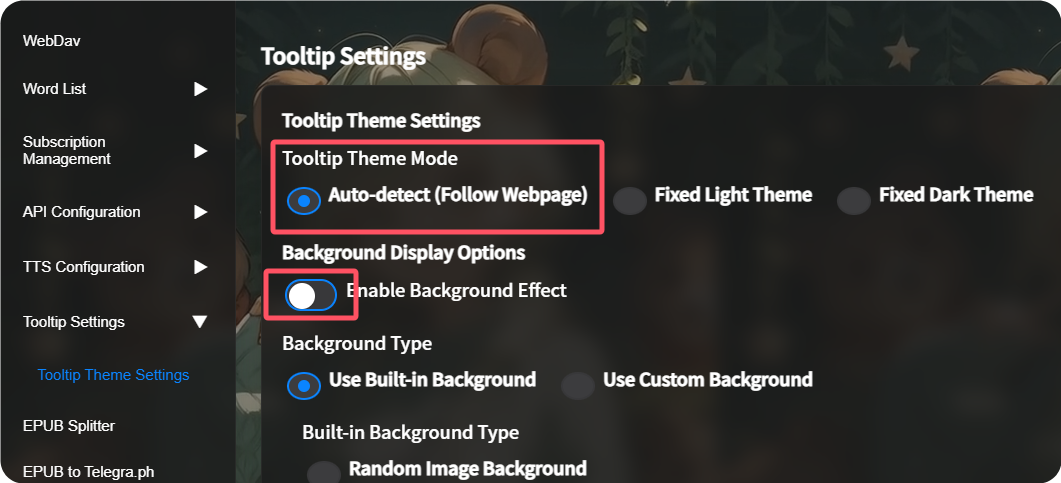 WebDav
Word List
Subscription
Management
API Configuration
TTS Configuration
Tooltip Settings
Tooltip Theme Settings
EPUB Splitter
EPUB to Telegra.ph
Tooltip Settings
Tooltip Theme Settings
Tooltip Theme Mode
Auto-detect (Follow Webpage) Fixed Light Theme Fixed Dark Theme
Background Display Options
Enable Background Effect
Background Type
Use Built-in Background Use Custom Background
Built-in Background Type
Random Image Background